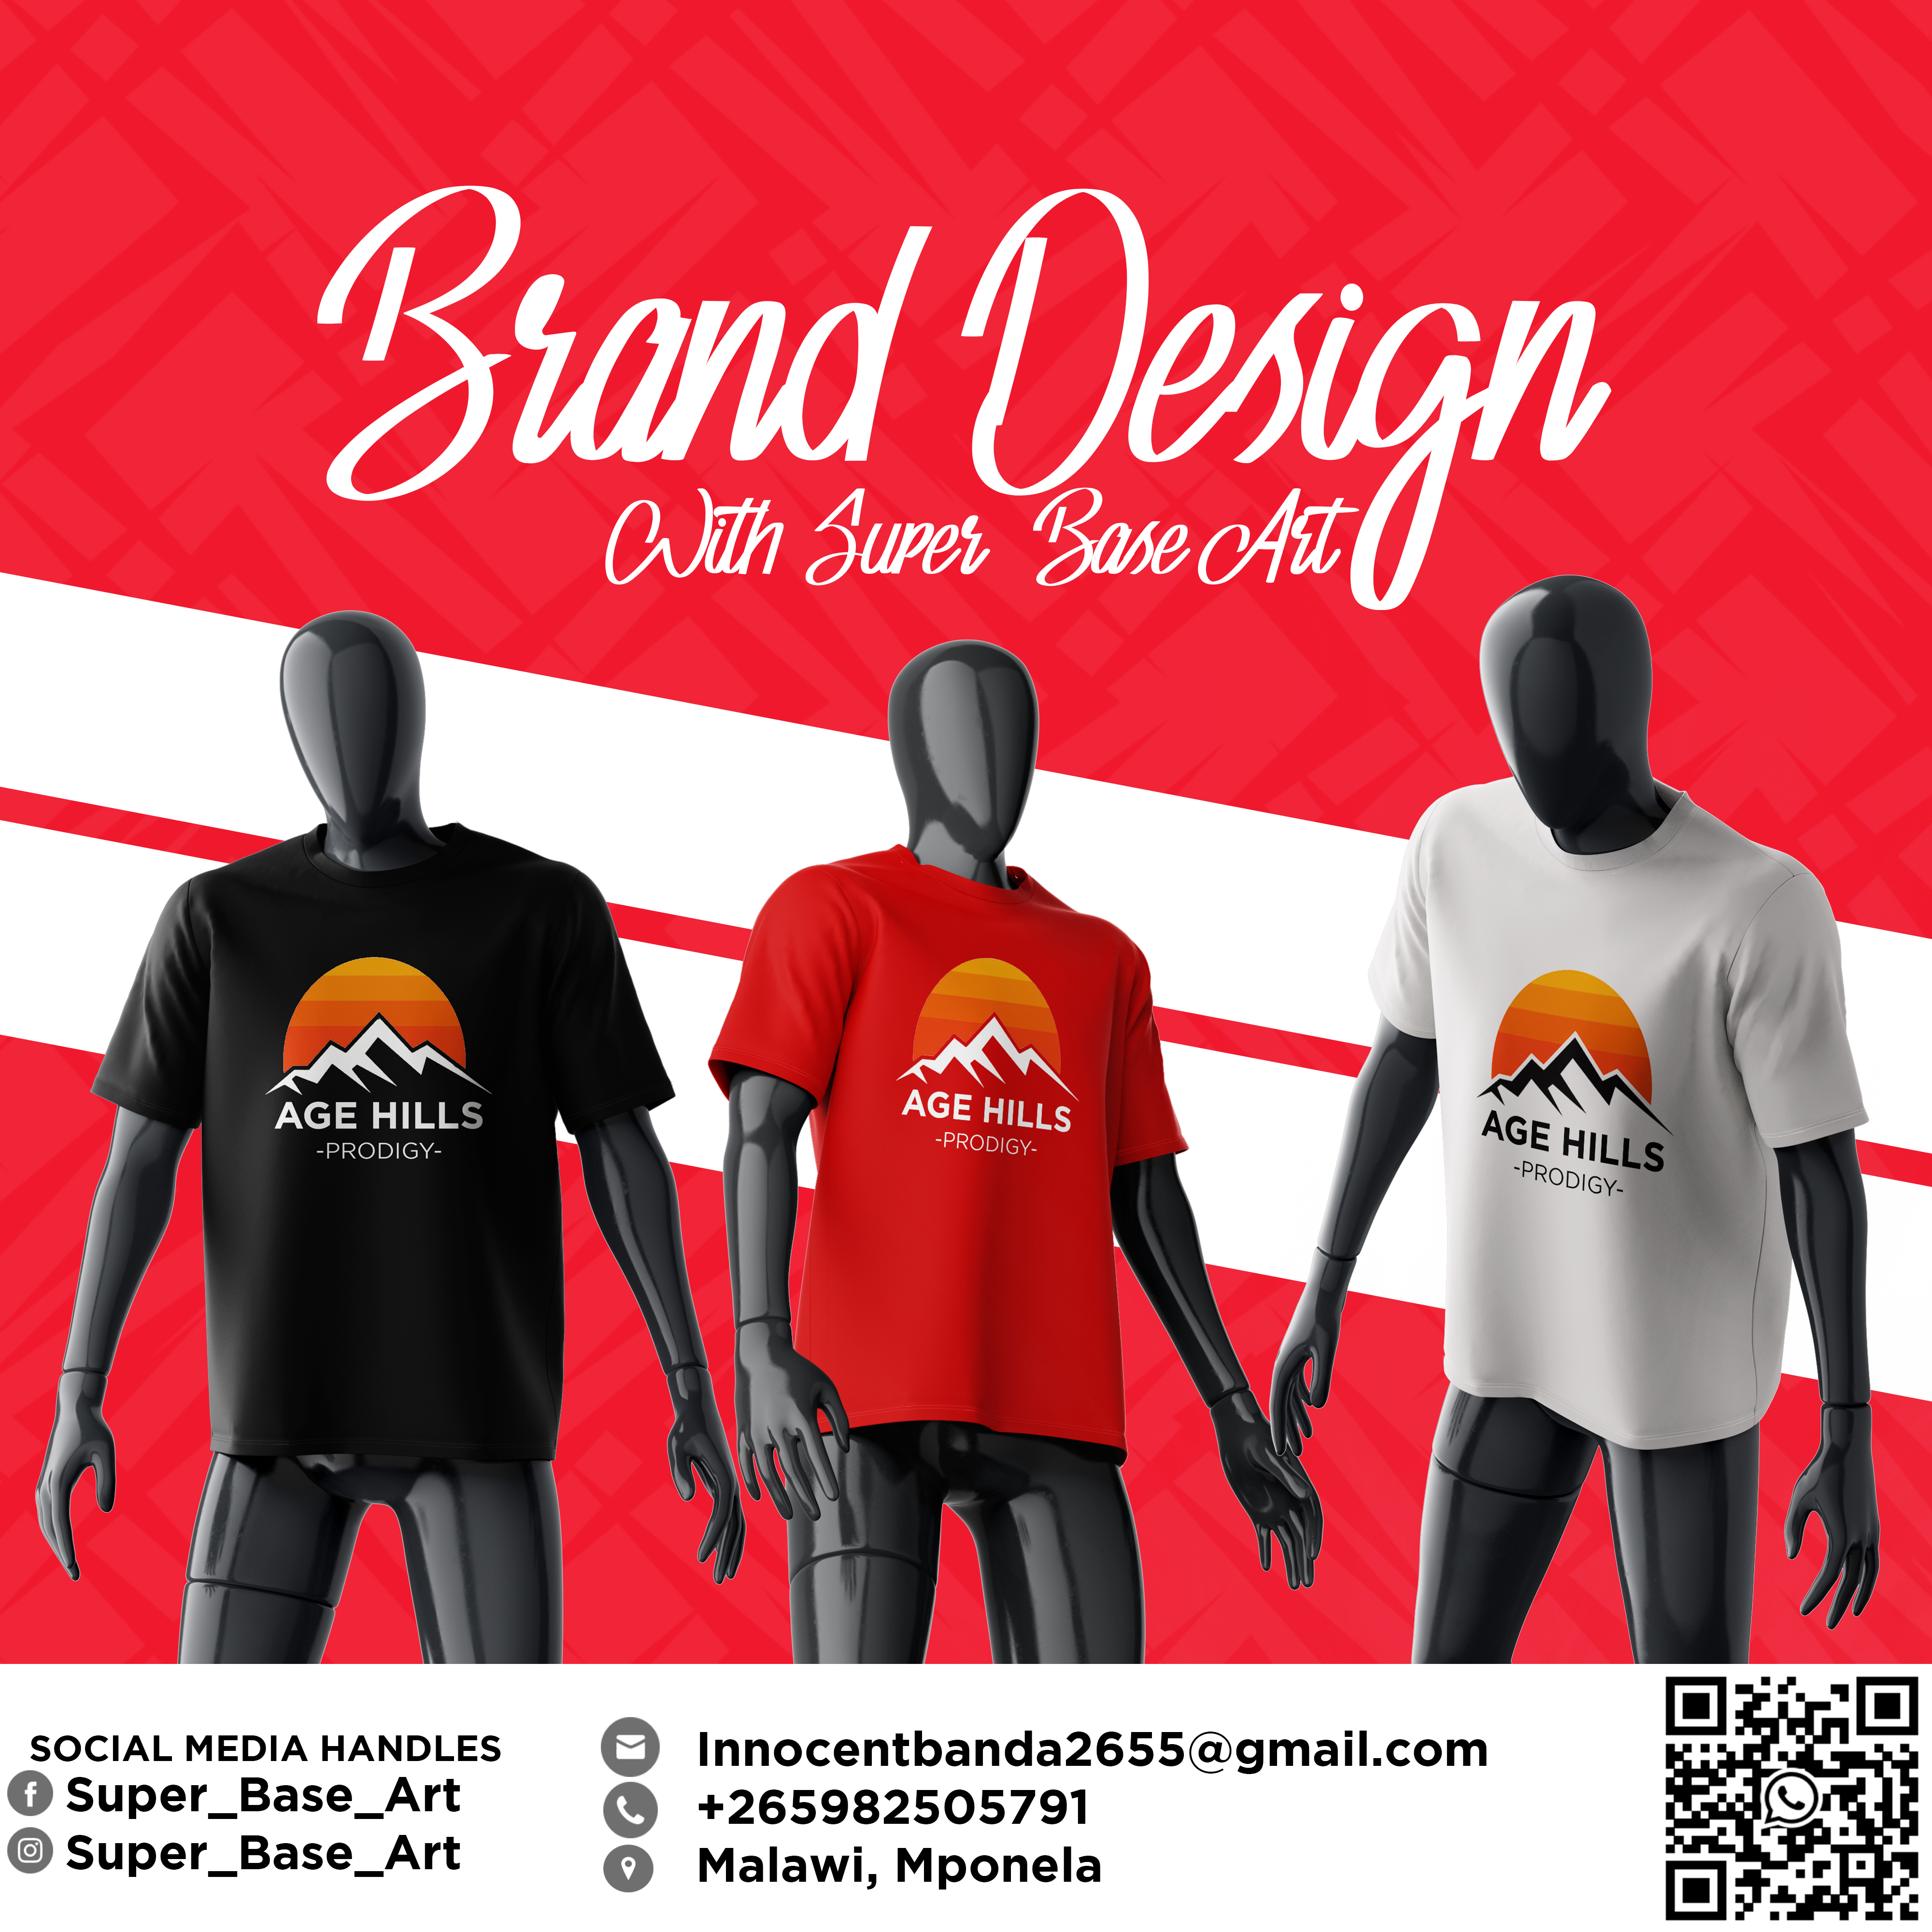 Brand Design
With Super Base Art
AGE HILLS
-PRODIGY-
AGE HILLS
-PRODIGY-
AGE HILLS
-PRODIGY-
SOCIAL MEDIA HANDLES
Super_Base_Art
Super_Base_Art
Innocentbanda2655@gmail.com
+265982505791
Malawi, Mponela